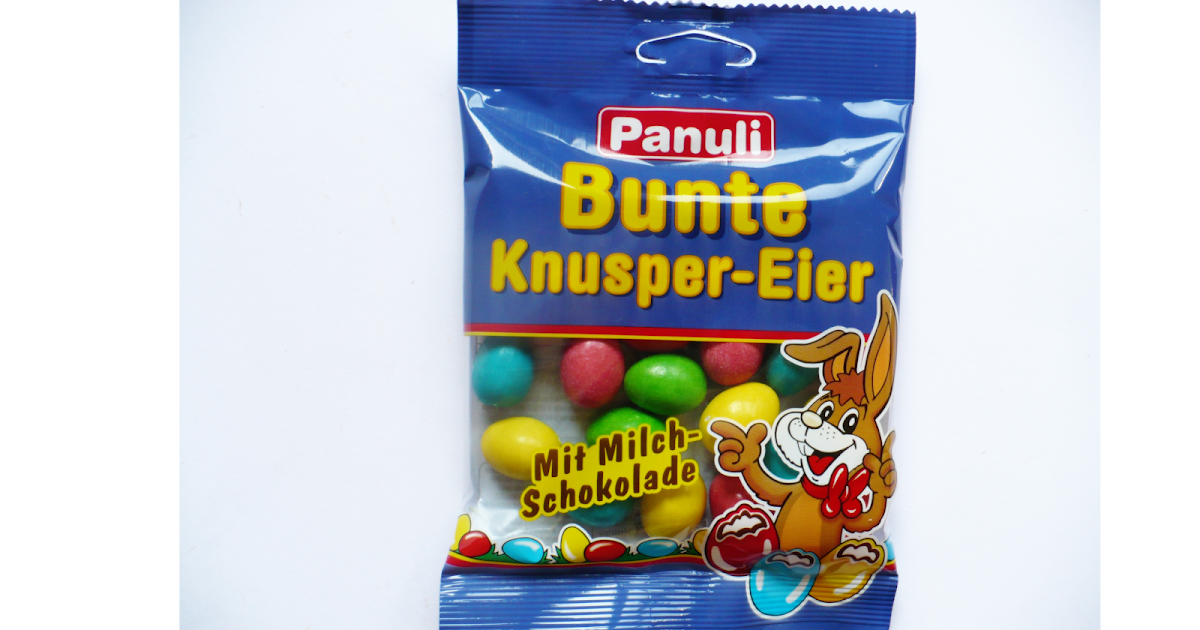 Panuli
Bunte
Knusper-Eier
Mit Milch-
Schokolade